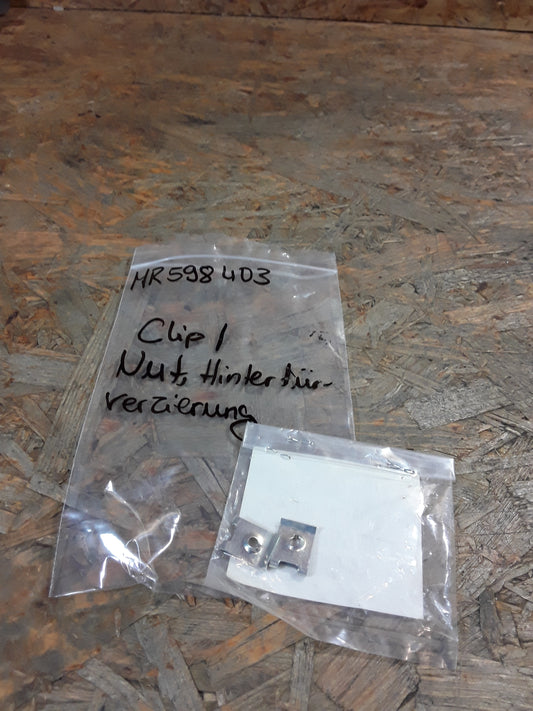 MR598403
Clip /
Nut, Hintertür-
verzierung